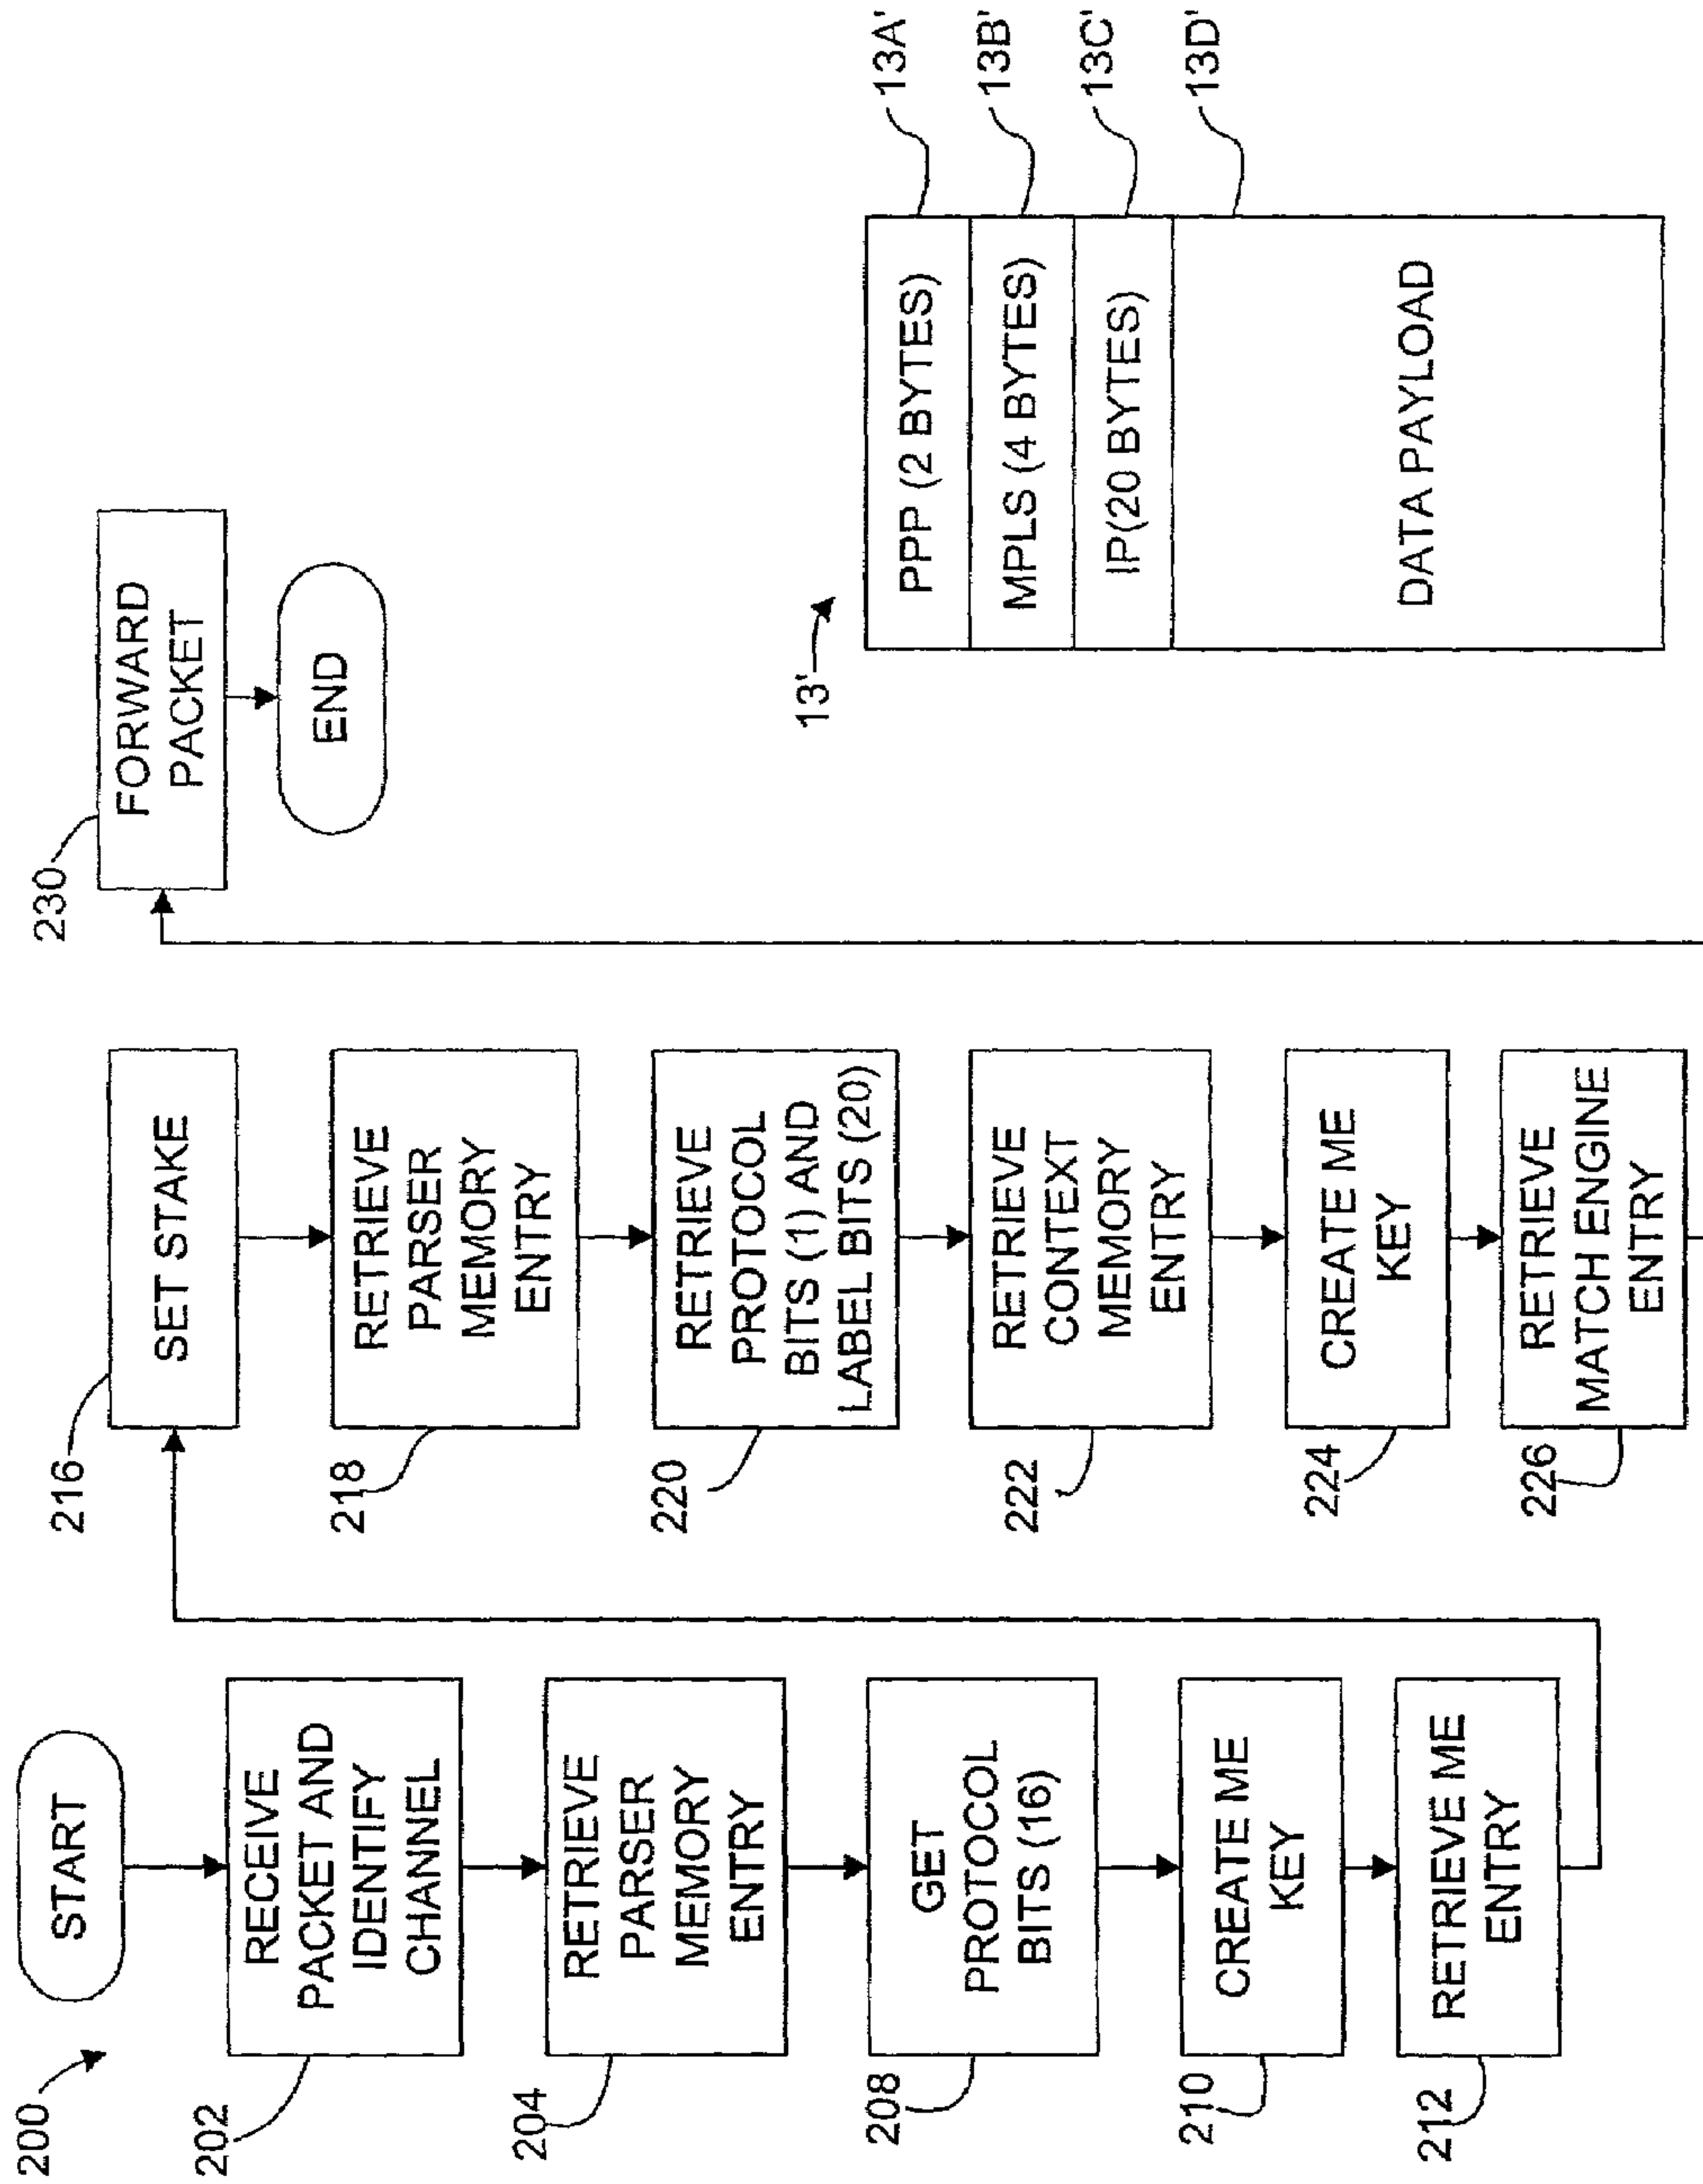 200
START
202
RECEIVE
PACKET AND
IDENTIFY
CHANNEL
204
RETRIEVE
PARSER
MEMORY
ENTRY
208
GET
PROTOCOL
BITS (16)
210
CREATE ME
KEY
212
RETRIEVE ME
ENTRY
216
SET STAKE
218
RETRIEVE
PARSER
MEMORY
ENTRY
220
RETRIEVE
PROTOCOL
BITS (1) AND
LABEL BITS (20)
222
RETRIEVE
CONTEXT
MEMORY
ENTRY
224
CREATE ME
KEY
226
RETRIEVE
MATCH ENGINE
ENTRY
230
FORWARD
PACKET
END
13'
PPP (2 BYTES)
13A'
MPLS (4 BYTES)
13B'
IP(20 BYTES)
13C'
DATA PAYLOAD
13D'